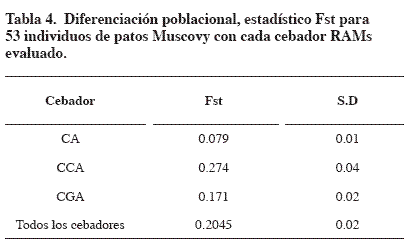 Tabla 4. Diferenciación poblacional, estadístico Fst para
53 individuos de patos Muscovy con cada cebador RAMs
evaluado.
Cebador Fst S.D
CA 0.079 0.01
CCA 0.274 0.04
CGA 0.171 0.02
Todos los cebadores 0.2045 0.02